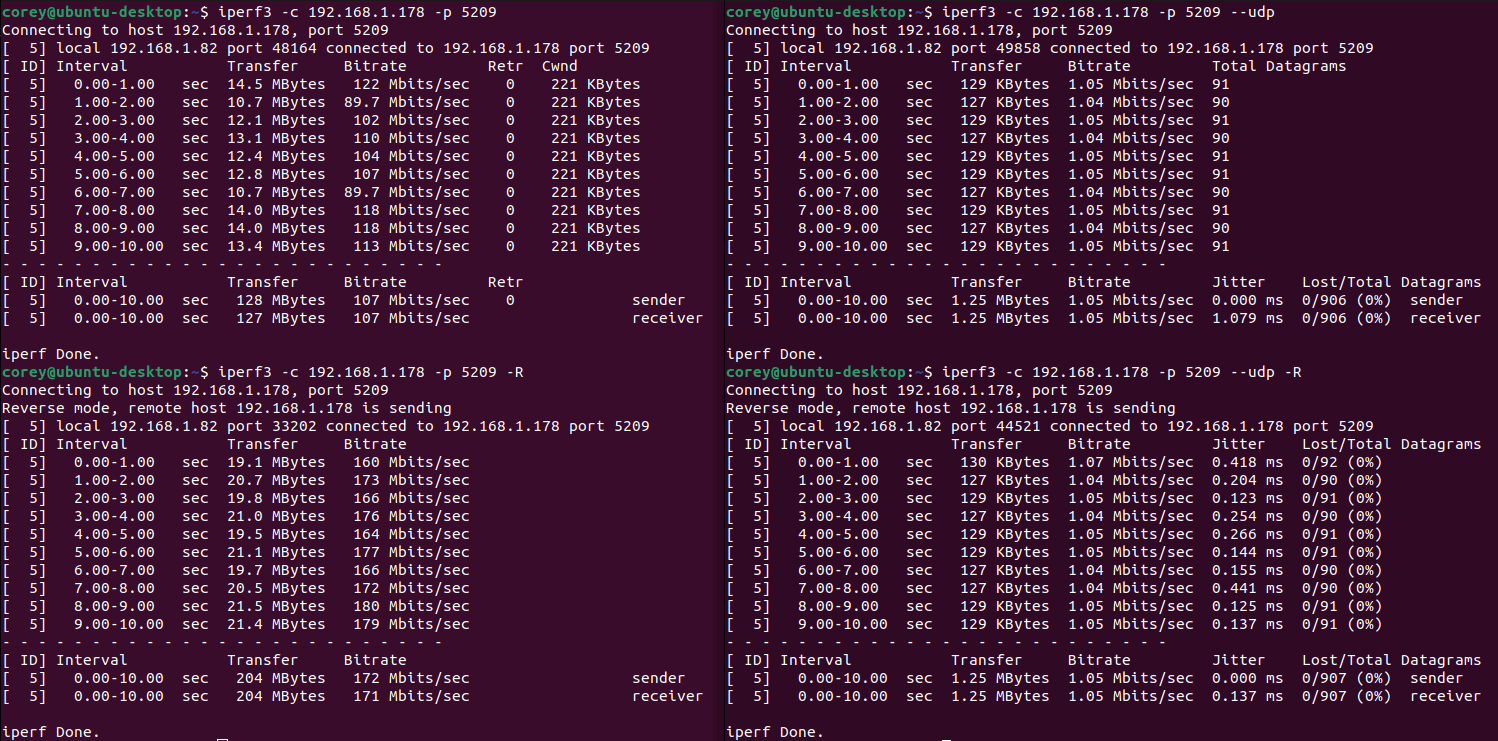 corey@ubuntu-desktop:~$ iperf3 -c 192.168.1.178 -p 5209
Connecting to host 192.168.1.178, port 5209
[  5] local 192.168.1.82 port 48164 connected to 192.168.1.178 port 5209
[ ID] Interval           Transfer     Bitrate         Retr  Cwnd
[  5]   0.00-1.00   sec  14.5 MBytes   122 Mbits/sec    0    221 KBytes
[  5]   1.00-2.00   sec  10.7 MBytes  89.7 Mbits/sec    0    221 KBytes
[  5]   2.00-3.00   sec  12.1 MBytes   102 Mbits/sec    0    221 KBytes
[  5]   3.00-4.00   sec  13.1 MBytes   110 Mbits/sec    0    221 KBytes
[  5]   4.00-5.00   sec  12.4 MBytes   104 Mbits/sec    0    221 KBytes
[  5]   5.00-6.00   sec  12.8 MBytes   107 Mbits/sec    0    221 KBytes
[  5]   6.00-7.00   sec  10.7 MBytes  89.7 Mbits/sec    0    221 KBytes
[  5]   7.00-8.00   sec  14.0 MBytes   118 Mbits/sec    0    221 KBytes
[  5]   8.00-9.00   sec  14.0 MBytes   118 Mbits/sec    0    221 KBytes
[  5]   9.00-10.00  sec  13.4 MBytes   113 Mbits/sec    0    221 KBytes
- - - - - - - - - - - - - - - - - - - - - - - - -
[ ID] Interval           Transfer     Bitrate         Retr
[  5]   0.00-10.00  sec   128 MBytes   107 Mbits/sec    0             sender
[  5]   0.00-10.00  sec   127 MBytes   107 Mbits/sec                  receiver
iperf Done.
corey@ubuntu-desktop:~$ iperf3 -c 192.168.1.178 -p 5209 -R
Connecting to host 192.168.1.178, port 5209
Reverse mode, remote host 192.168.1.178 is sending
[  5] local 192.168.1.82 port 33202 connected to 192.168.1.178 port 5209
[ ID] Interval           Transfer     Bitrate
[  5]   0.00-1.00   sec  19.1 MBytes   160 Mbits/sec
[  5]   1.00-2.00   sec  20.7 MBytes   173 Mbits/sec
[  5]   2.00-3.00   sec  19.8 MBytes   166 Mbits/sec
[  5]   3.00-4.00   sec  21.0 MBytes   176 Mbits/sec
[  5]   4.00-5.00   sec  19.5 MBytes   164 Mbits/sec
[  5]   5.00-6.00   sec  21.1 MBytes   177 Mbits/sec
[  5]   6.00-7.00   sec  19.7 MBytes   166 Mbits/sec
[  5]   7.00-8.00   sec  20.5 MBytes   172 Mbits/sec
[  5]   8.00-9.00   sec  21.5 MBytes   180 Mbits/sec
[  5]   9.00-10.00  sec  21.4 MBytes   179 Mbits/sec
- - - - - - - - - - - - - - - - - - - - - - - - -
[ ID] Interval           Transfer     Bitrate
[  5]   0.00-10.00  sec   204 MBytes   172 Mbits/sec                  sender
[  5]   0.00-10.00  sec   204 MBytes   171 Mbits/sec                  receiver
iperf Done.
corey@ubuntu-desktop:~$ iperf3 -c 192.168.1.178 -p 5209 --udp
Connecting to host 192.168.1.178, port 5209
[  5] local 192.168.1.82 port 49858 connected to 192.168.1.178 port 5209
[ ID] Interval           Transfer     Bitrate         Total Datagrams
[  5]   0.00-1.00   sec   129 KBytes  1.05 Mbits/sec  91
[  5]   1.00-2.00   sec   127 KBytes  1.04 Mbits/sec  90
[  5]   2.00-3.00   sec   129 KBytes  1.05 Mbits/sec  91
[  5]   3.00-4.00   sec   127 KBytes  1.04 Mbits/sec  90
[  5]   4.00-5.00   sec   129 KBytes  1.05 Mbits/sec  91
[  5]   5.00-6.00   sec   129 KBytes  1.05 Mbits/sec  91
[  5]   6.00-7.00   sec   127 KBytes  1.04 Mbits/sec  90
[  5]   7.00-8.00   sec   129 KBytes  1.05 Mbits/sec  91
[  5]   8.00-9.00   sec   127 KBytes  1.04 Mbits/sec  90
[  5]   9.00-10.00  sec   129 KBytes  1.05 Mbits/sec  91
- - - - - - - - - - - - - - - - - - - - - - - - -
[ ID] Interval           Transfer     Bitrate         Jitter    Lost/Total Datagrams
[  5]   0.00-10.00  sec  1.25 MBytes  1.05 Mbits/sec  0.000 ms  0/906 (0%)  sender
[  5]   0.00-10.00  sec  1.25 MBytes  1.05 Mbits/sec  1.079 ms  0/906 (0%)  receiver
iperf Done.
corey@ubuntu-desktop:~$ iperf3 -c 192.168.1.178 -p 5209 --udp -R
Connecting to host 192.168.1.178, port 5209
Reverse mode, remote host 192.168.1.178 is sending
[  5] local 192.168.1.82 port 44521 connected to 192.168.1.178 port 5209
[ ID] Interval           Transfer     Bitrate         Jitter    Lost/Total Datagrams
[  5]   0.00-1.00   sec   130 KBytes  1.07 Mbits/sec  0.418 ms  0/92 (0%)
[  5]   1.00-2.00   sec   127 KBytes  1.04 Mbits/sec  0.204 ms  0/90 (0%)
[  5]   2.00-3.00   sec   129 KBytes  1.05 Mbits/sec  0.123 ms  0/91 (0%)
[  5]   3.00-4.00   sec   127 KBytes  1.04 Mbits/sec  0.254 ms  0/90 (0%)
[  5]   4.00-5.00   sec   129 KBytes  1.05 Mbits/sec  0.266 ms  0/91 (0%)
[  5]   5.00-6.00   sec   129 KBytes  1.05 Mbits/sec  0.144 ms  0/91 (0%)
[  5]   6.00-7.00   sec   127 KBytes  1.04 Mbits/sec  0.155 ms  0/90 (0%)
[  5]   7.00-8.00   sec   127 KBytes  1.04 Mbits/sec  0.441 ms  0/90 (0%)
[  5]   8.00-9.00   sec   129 KBytes  1.05 Mbits/sec  0.125 ms  0/91 (0%)
[  5]   9.00-10.00  sec   129 KBytes  1.05 Mbits/sec  0.137 ms  0/91 (0%)
- - - - - - - - - - - - - - - - - - - - - - - - -
[ ID] Interval           Transfer     Bitrate         Jitter    Lost/Total Datagrams
[  5]   0.00-10.00  sec  1.25 MBytes  1.05 Mbits/sec  0.000 ms  0/907 (0%)  sender
[  5]   0.00-10.00  sec  1.25 MBytes  1.05 Mbits/sec  0.137 ms  0/907 (0%)  receiver
iperf Done.